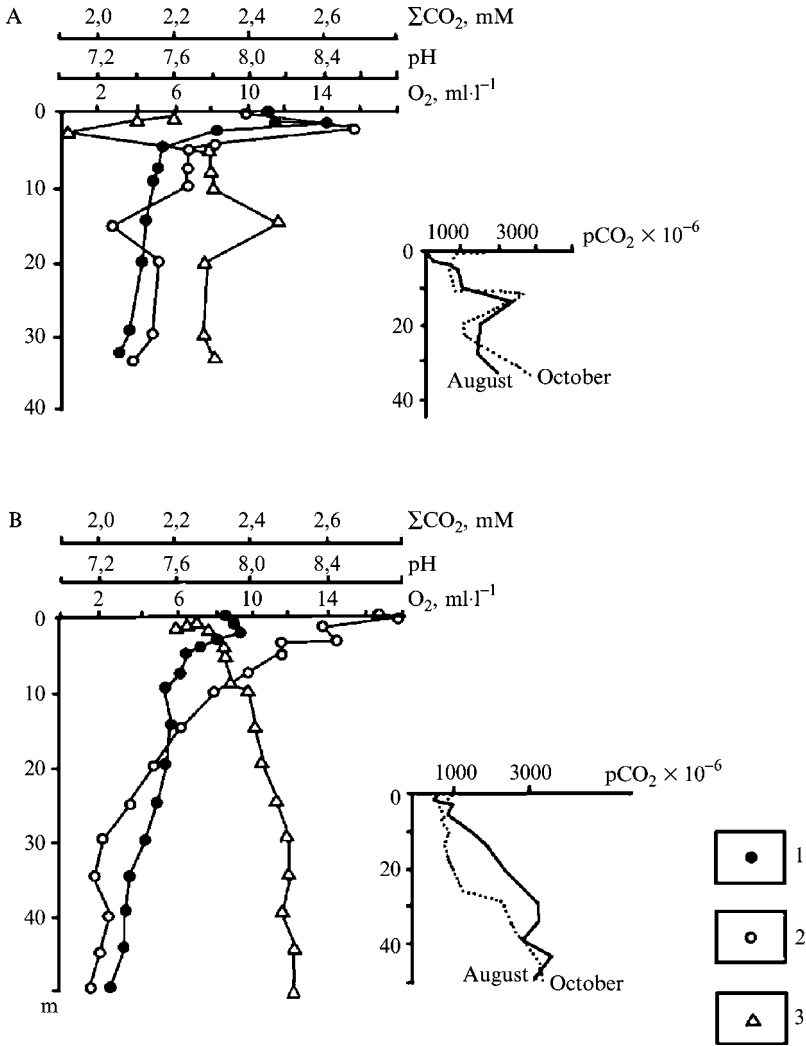 A
2,0 2,2 2,4 2,6 ∑CO₂, mM
7,2 7,6 8,0 8,4 pH
2 6 10 14 O₂, ml·l⁻¹
0
10
20
30
40
1000 3000 pCO₂ × 10⁻⁶
0
20
40
August October
B
2,0 2,2 2,4 2,6 ∑CO₂, mM
7,2 7,6 8,0 8,4 pH
2 6 10 14 O₂, ml·l⁻¹
0
10
20
30
40
m
1000 3000 pCO₂ × 10⁻⁶
0
20
40
August October
1
2
3